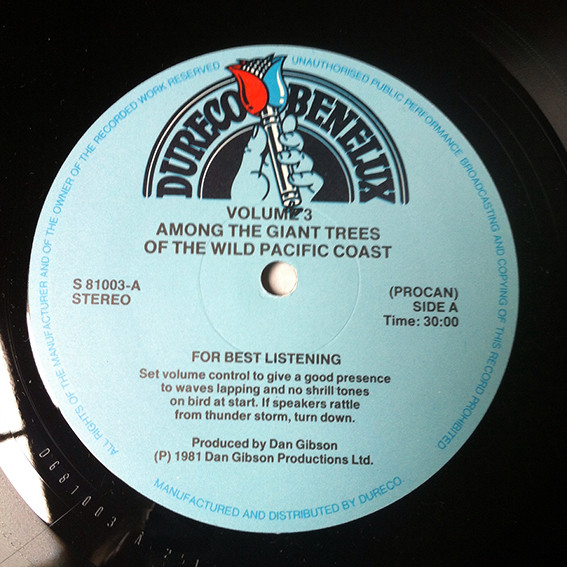 DURECO BENELUX
VOLUME 3
AMONG THE GIANT TREES
OF THE WILD PACIFIC COAST
S 81003-A
STEREO
(PROCAN)
SIDE A
Time: 30:00
FOR BEST LISTENING
Set volume control to give a good presence
to waves lapping and no shrill tones
on bird at start. If speakers rattle
from thunder storm, turn down.
Produced by Dan Gibson
(P) 1981 Dan Gibson Productions Ltd.
ALL RIGHTS OF THE MANUFACTURER AND OF THE OWNER OF THE RECORDED WORK RESERVED
UNAUTHORISED PUBLIC PERFORMANCE BROADCASTING AND COPYING OF THIS RECORD PROHIBITED
MANUFACTURED AND DISTRIBUTED BY DURECO
0681003 A